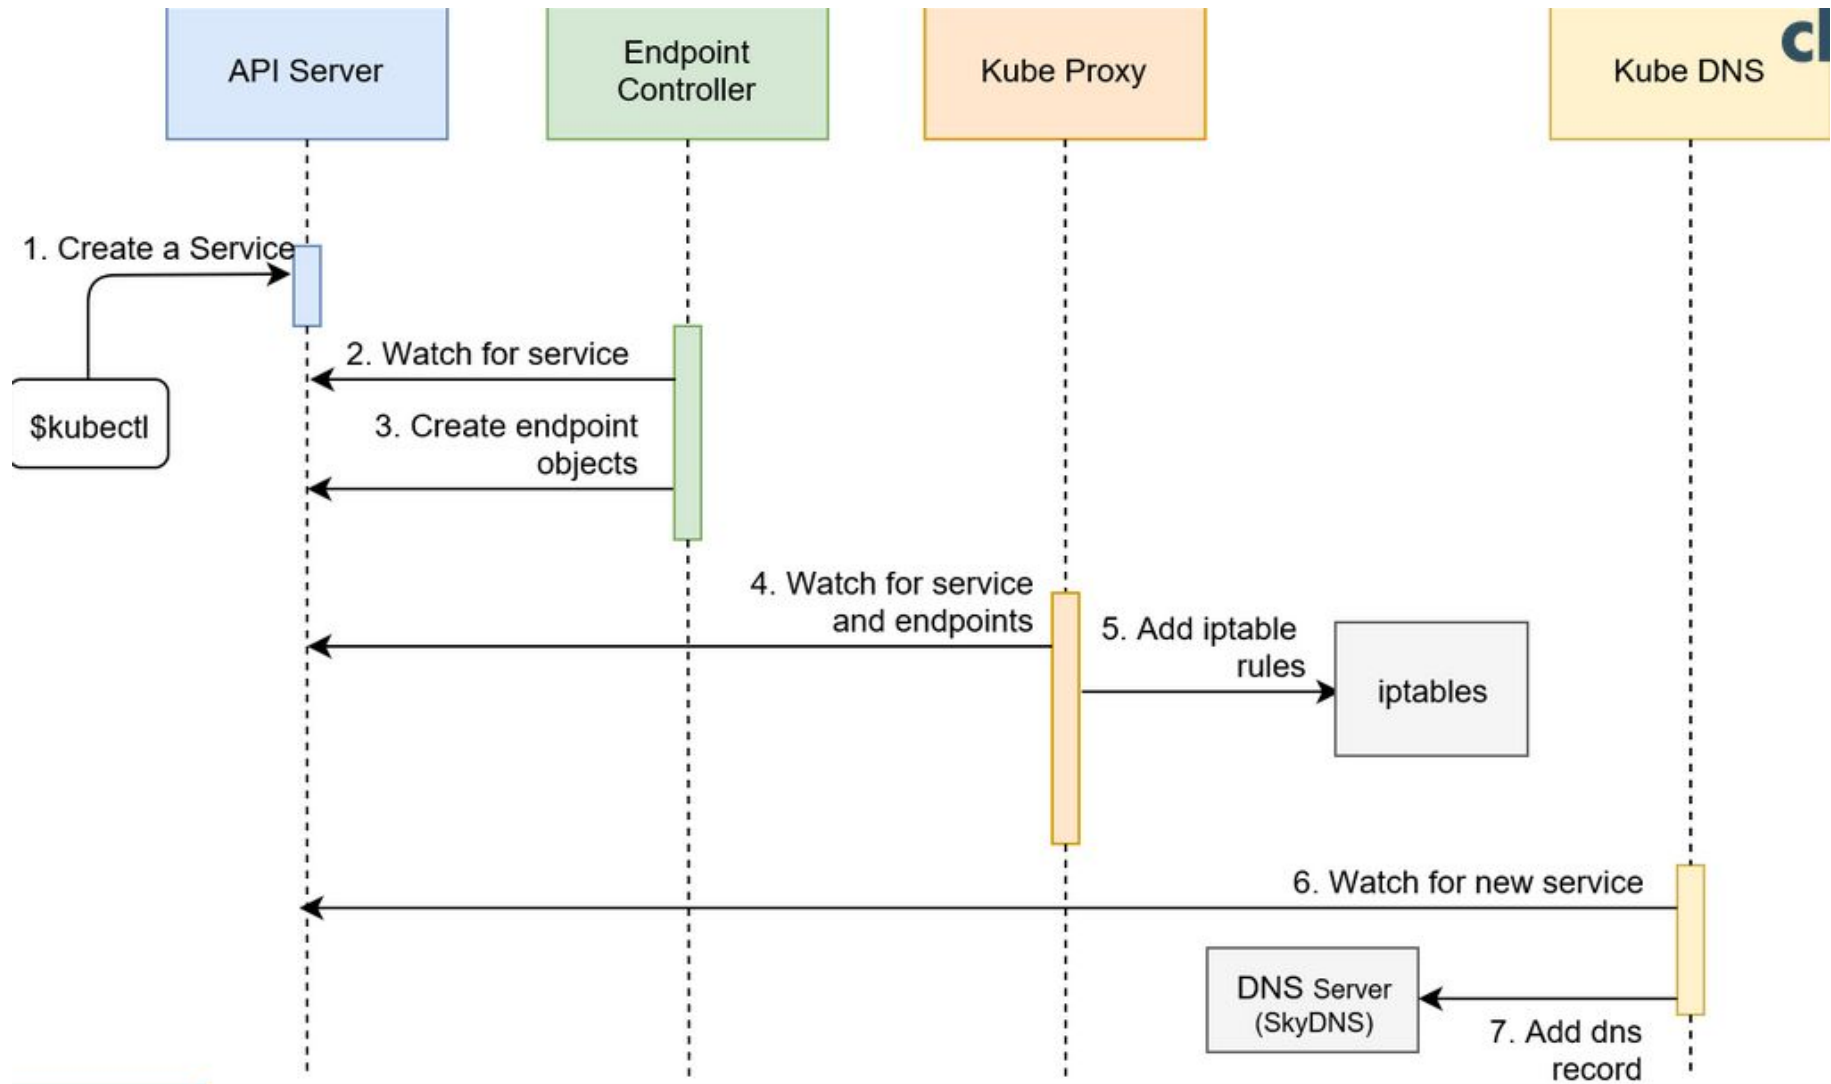 API Server
Endpoint
Controller
Kube Proxy
Kube DNS
1. Create a Service
2. Watch for service
$kubectl
3. Create endpoint
objects
4. Watch for service
and endpoints
5. Add iptable
rules
iptables
6. Watch for new service
DNS Server
(SkyDNS)
7. Add dns
record